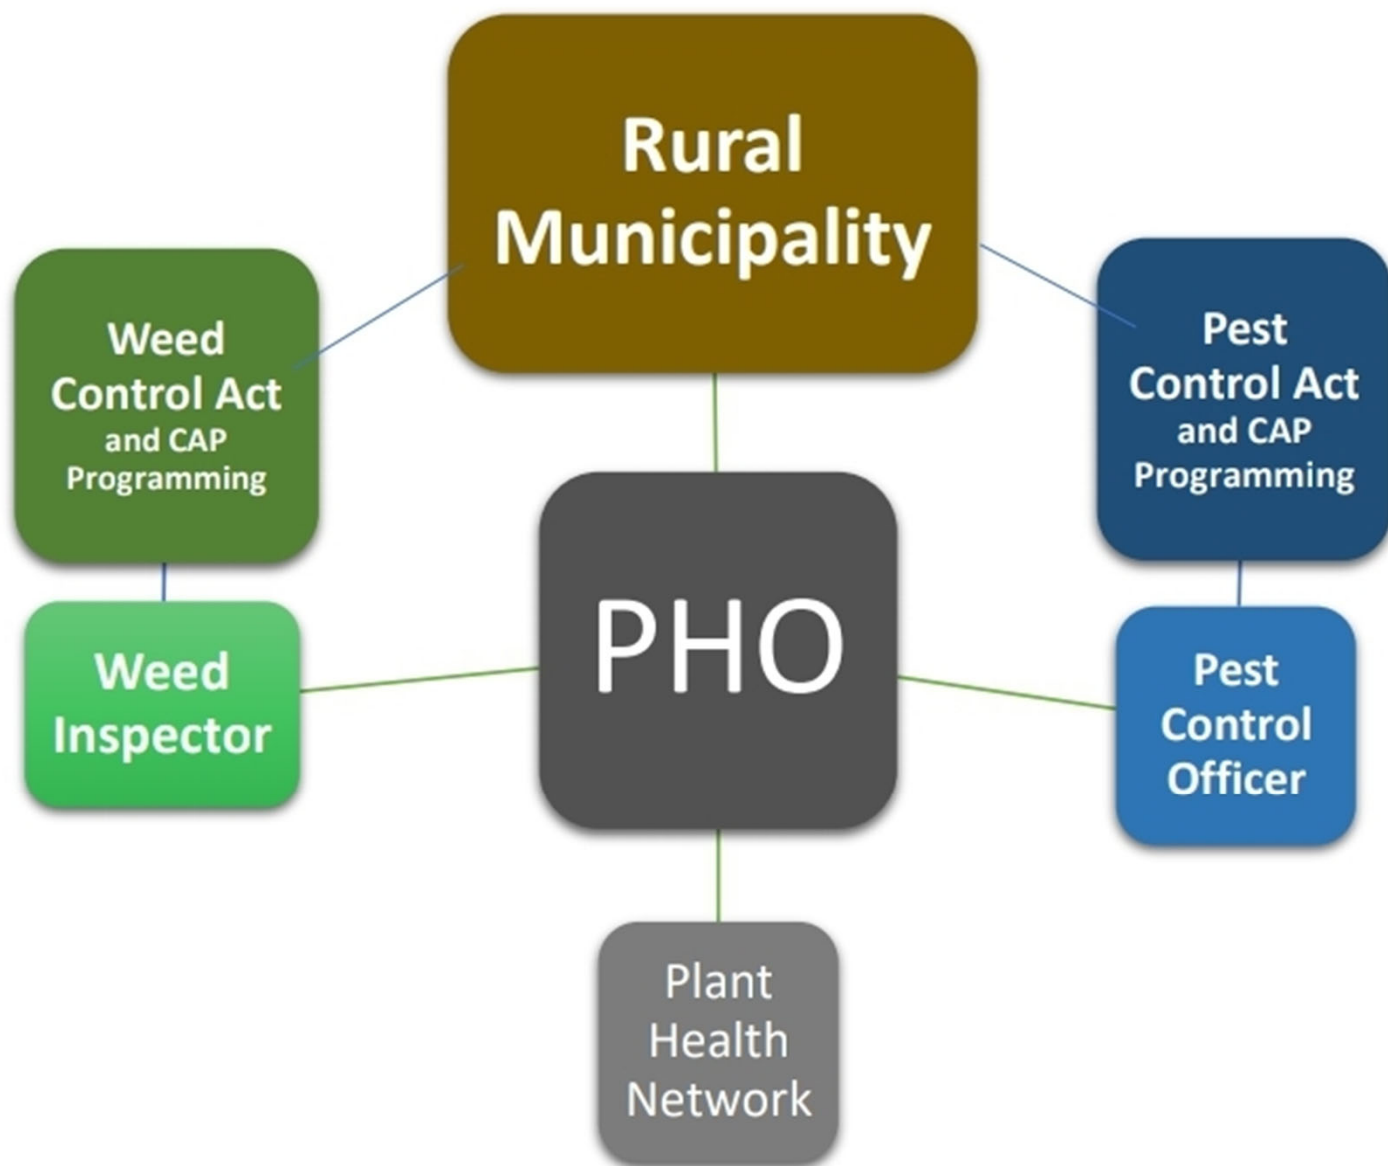 Rural
Municipality
Weed
Control Act
and CAP
Programming
Pest
Control Act
and CAP
Programming
PHO
Weed
Inspector
Pest
Control
Officer
Plant
Health
Network